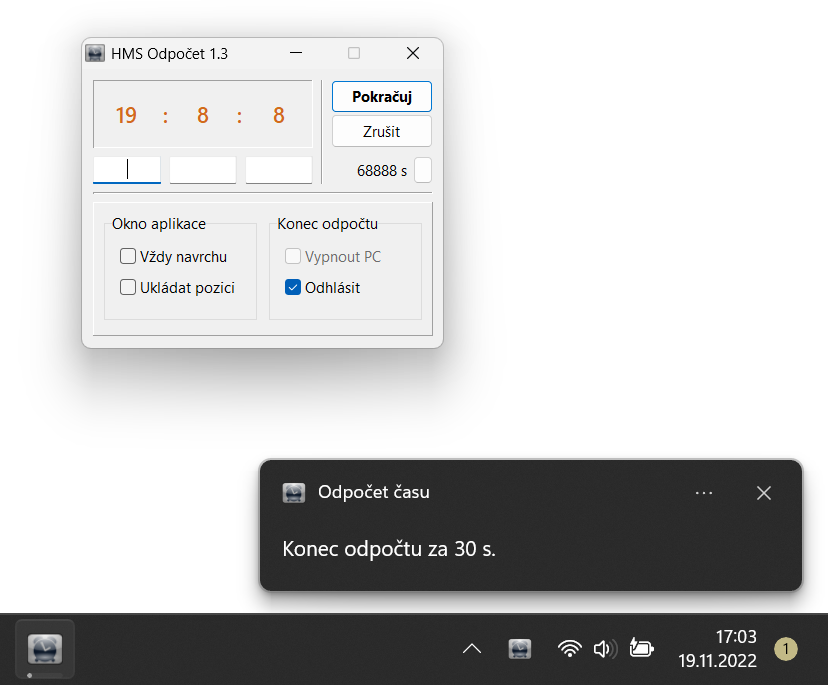 HMS Odpočet 1.3
19 : 8 : 8
Pokračuj
Zrušit
68888 s
Okno aplikace
Vždy navrchu
Ukládat pozici
Konec odpočtu
Vypnout PC
Odhlásit
Odpočet času
Konec odpočtu za 30 s.
17:03
19.11.2022
1